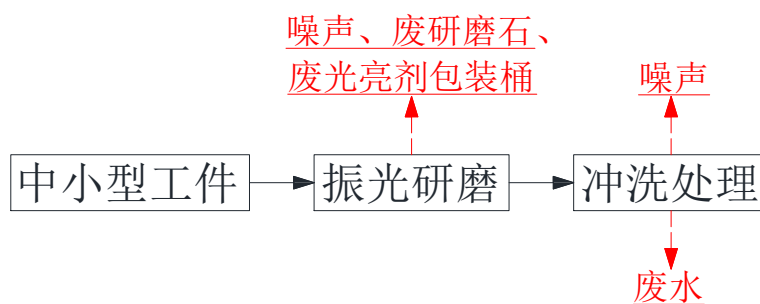 噪声、废研磨石、
废光亮剂包装桶
噪声
中小型工件
振光研磨
冲洗处理
废水